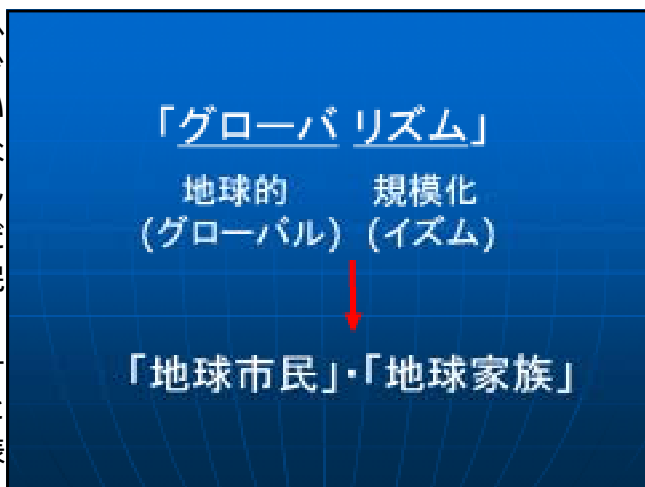 「グローバ リズム」
地球的 規模化
(グローバル) (イズム)
「地球市民」・「地球家族」